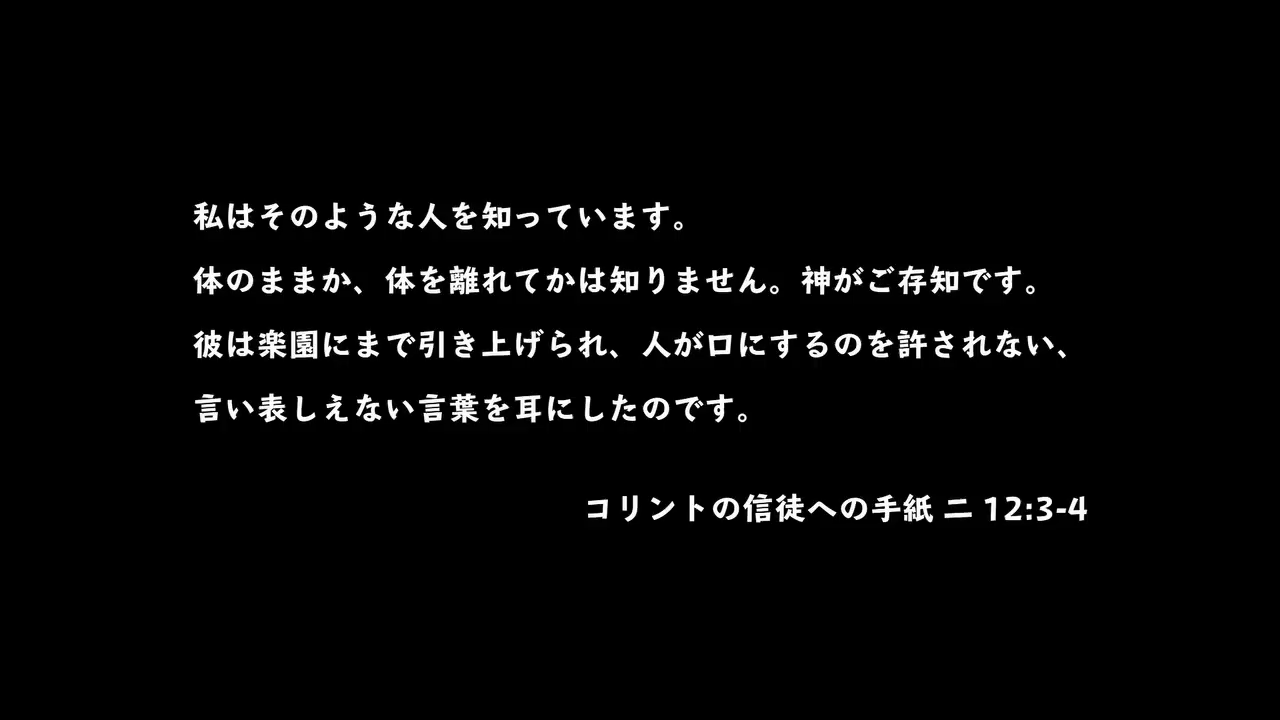 私はそのような人を知っています。
体のままか、体を離れてかは知りません。神がご存知です。
彼は楽園にまで引き上げられ、人が口にするのを許されない、
言い表しえない言葉を耳にしたのです。
コリントの信徒への手紙 二 12:3-4